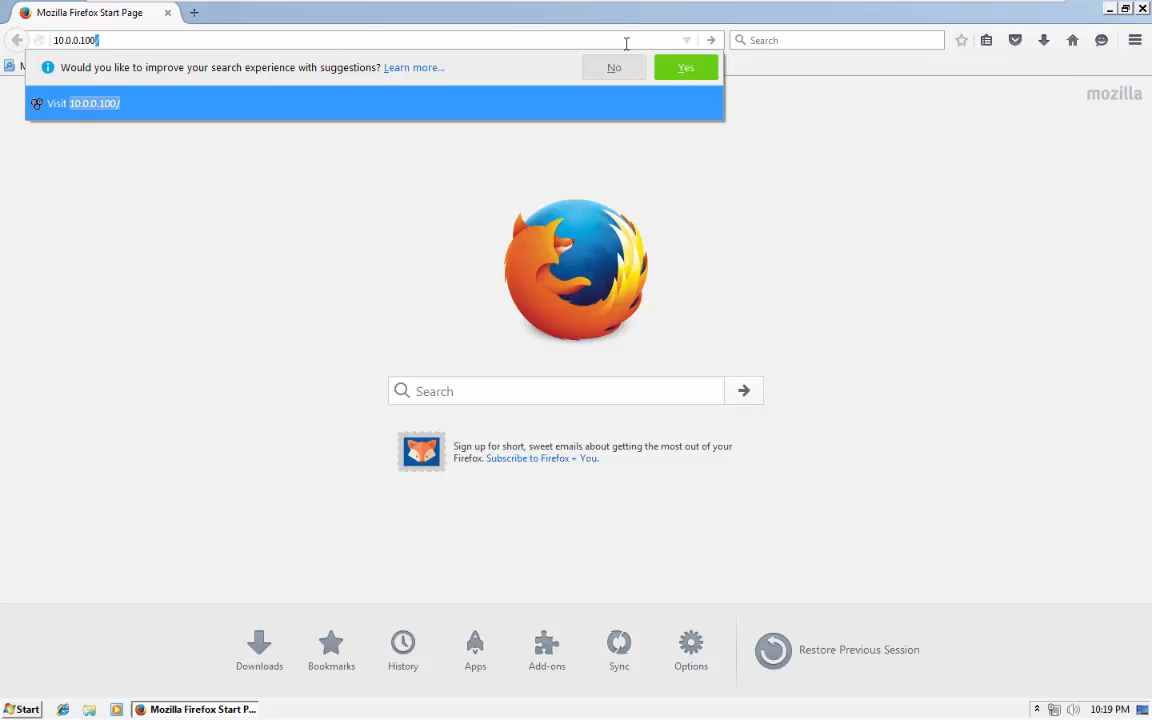 Mozilla Firefox Start Page
10.0.0.100/
Search
M
Would you like to improve your search experience with suggestions? Learn more...
No
Yes
Visit 10.0.0.100/
mozilla
Search
Sign up for short, sweet emails about getting the most out of your
Firefox. Subscribe to Firefox + You.
Downloads
Bookmarks
History
Apps
Add-ons
Sync
Options
Restore Previous Session
Start
Mozilla Firefox Start P...
10:19 PM